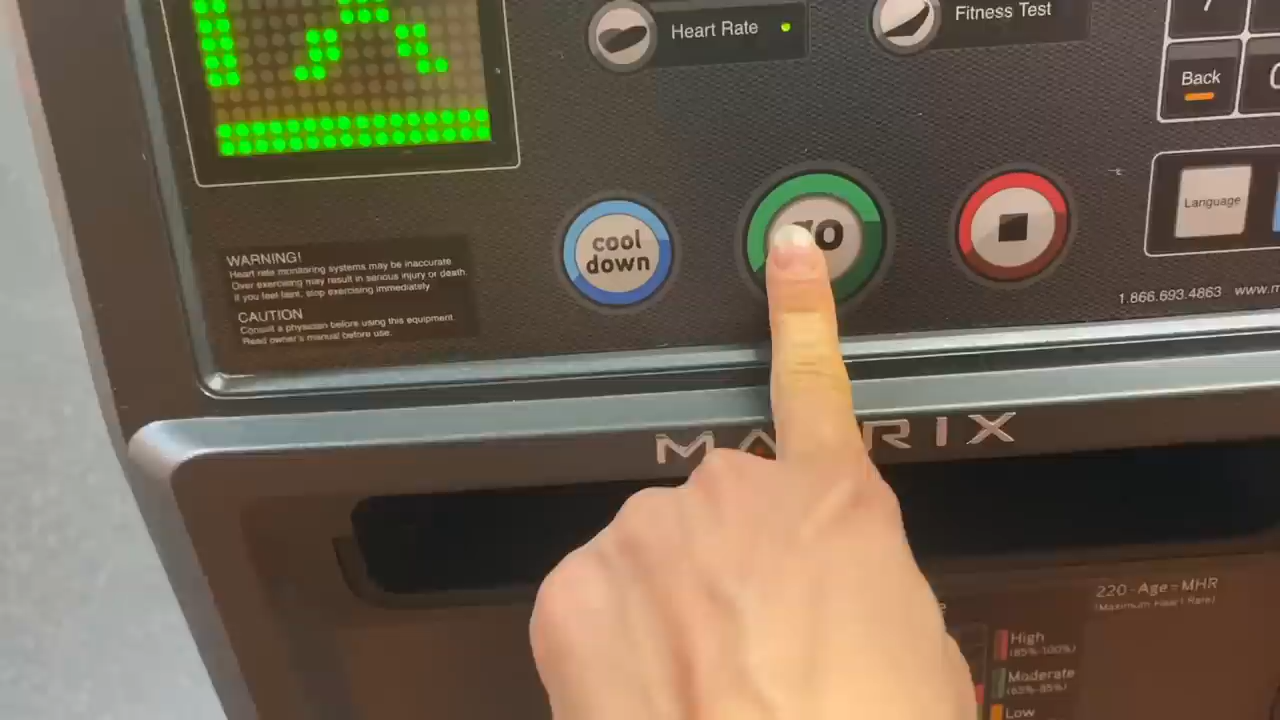 Heart Rate
Fitness Test
Back
Language
cool
down
go
WARNING!
Heart rate monitoring systems may be inaccurate.
Over exercising may result in serious injury or death.
If you feel faint, stop exercising immediately.
CAUTION
Consult a physician before using this equipment.
Read owner's manual before use.
1.866.693.4863 www.m
MATRIX
220 - Age = MHR
(Maximum Heart Rate)
High
(85%-100%)
Moderate
(65%-85%)
Low